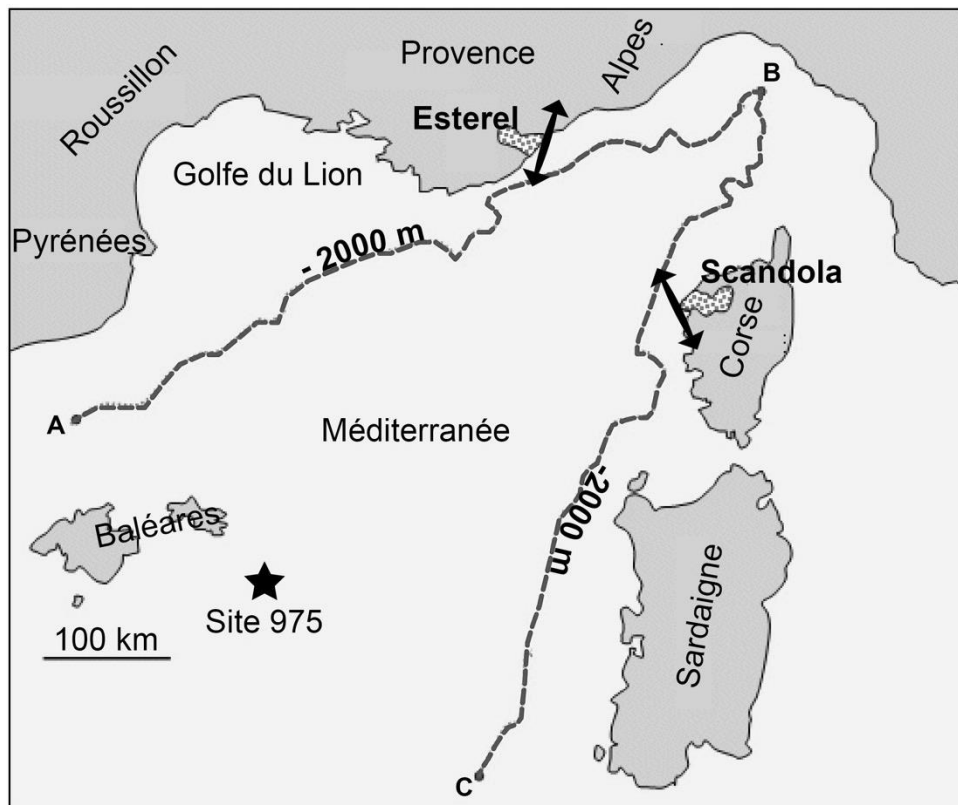 Provence
Alpes
Roussillon
B
Esterel
Golfe du Lion
Pyrénées
- 2000 m
Scandola
Corse
A
Méditerranée
-2000 m
Baléares
Sardaigne
Site 975
100 km
C